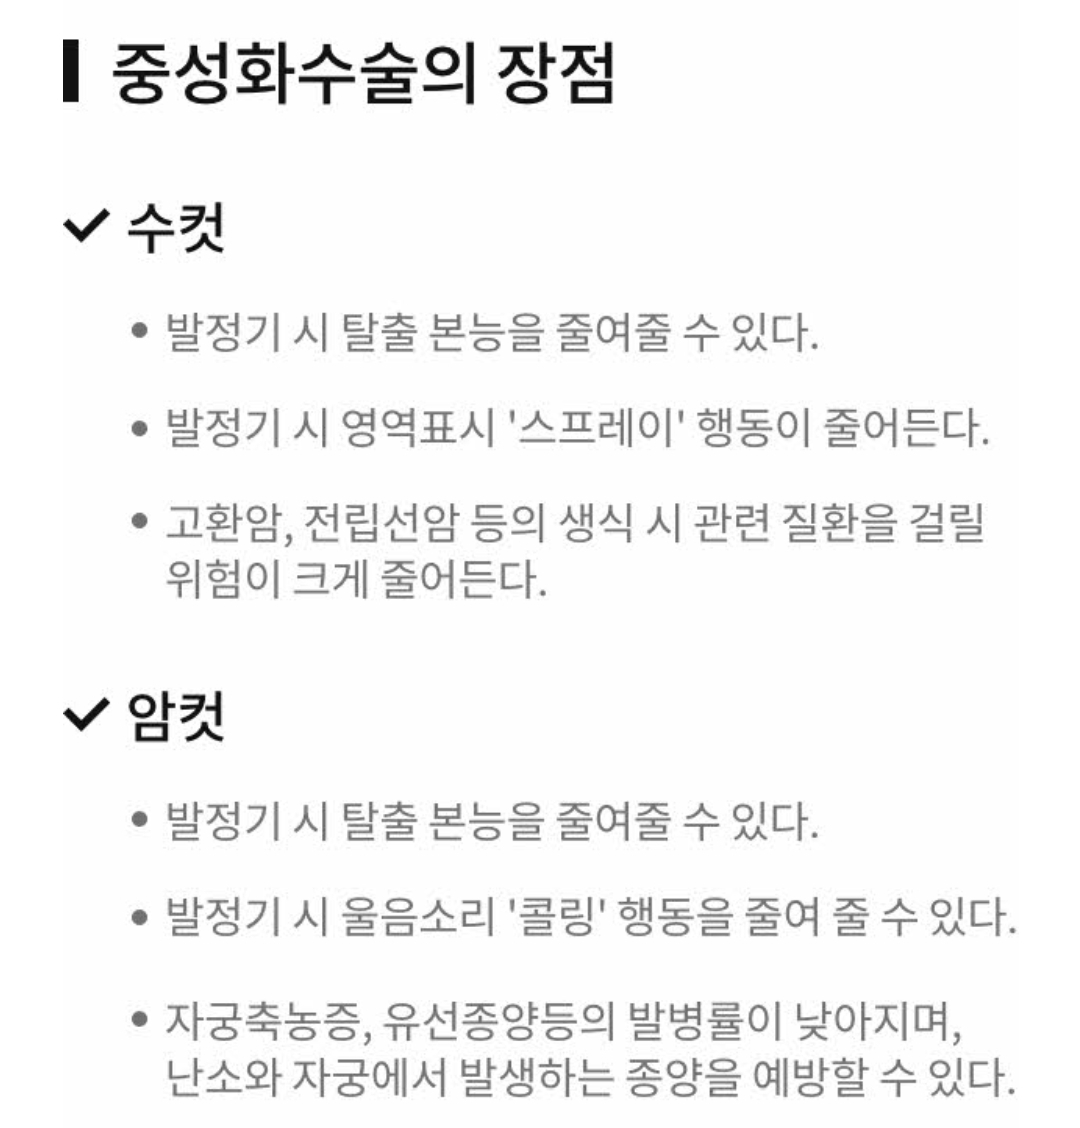 중성화수술의 장점
수컷
발정기 시 탈출 본능을 줄여줄 수 있다.
발정기 시 영역표시 '스프레이' 행동이 줄어든다.
고환암, 전립선암 등의 생식 시 관련 질환을 걸릴
위험이 크게 줄어든다.
암컷
발정기 시 탈출 본능을 줄여줄 수 있다.
발정기 시 울음소리 '콜링' 행동을 줄여 줄 수 있다.
자궁축농증, 유선종양등의 발병률이 낮아지며,
난소와 자궁에서 발생하는 종양을 예방할 수 있다.